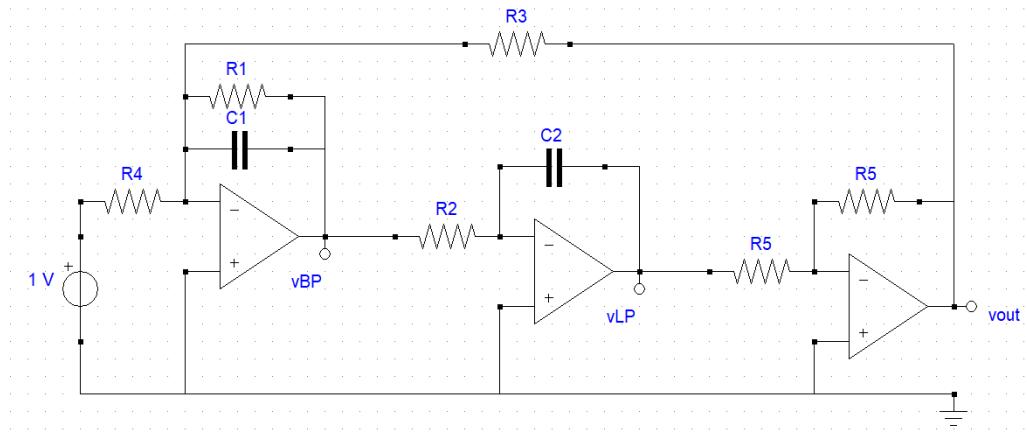 R3
R1
C1
C2
R4
R5
R2
R5
+
−
+
−
+
−
+
1 V
vBP
vLP
vout